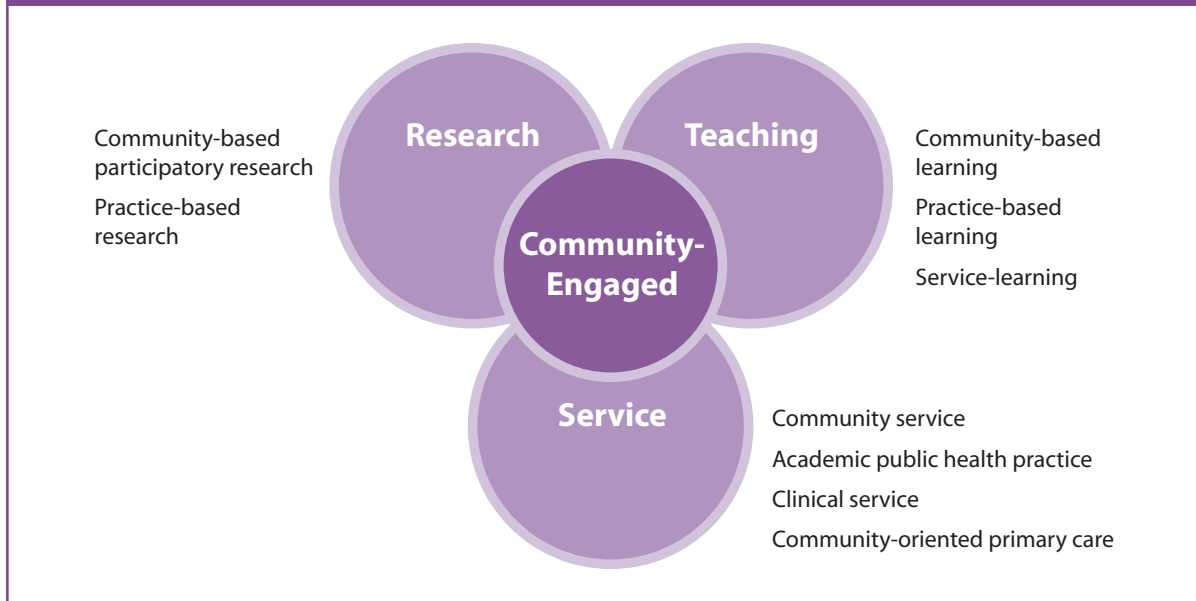 Research
Community-based
participatory research
Practice-based
research
Teaching
Community-based
learning
Practice-based
learning
Service-learning
Community-
Engaged
Service
Community service
Academic public health practice
Clinical service
Community-oriented primary care